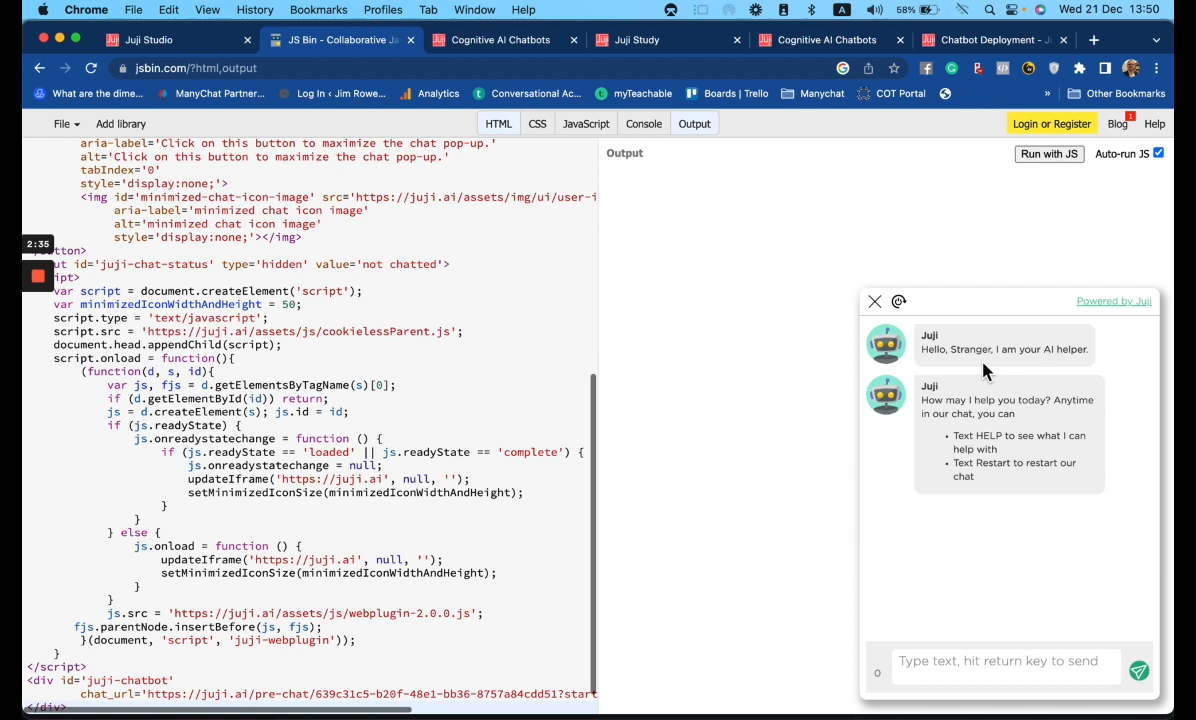 Chrome File Edit View History Bookmarks Profiles Tab Window Help A 58% Wed 21 Dec 13:50
Juji Studio JS Bin - Collaborative Ja Cognitive AI Chatbots Juji Study Cognitive AI Chatbots Chatbot Deployment - J
jsbin.com/?html,output
What are the dime... ManyChat Partner... Log In ‹ Jim Rowe... Analytics Conversational Ac... myTeachable Boards | Trello Manychat COT Portal » Other Bookmarks
File Add library HTML CSS JavaScript Console Output Login or Register Blog 1 Help
aria-label='Click on this button to maximize the chat pop-up.'
alt='Click on this button to maximize the chat pop-up.'
tabIndex='0'
style='display:none;'>
<img id='minimized-chat-icon-image' src='https://juji.ai/assets/img/ui/user-i
aria-label='minimized chat icon image'
alt='minimized chat icon image'
style='display:none;'></img>
2:35
tton>
ut id='juji-chat-status' type='hidden' value='not chatted'>
ipt>
var script = document.createElement('script');
var minimizedIconWidthAndHeight = 50;
script.type = 'text/javascript';
script.src = 'https://juji.ai/assets/js/cookielessParent.js';
document.head.appendChild(script);
script.onload = function(){
(function(d, s, id){
var js, fjs = d.getElementsByTagName(s)[0];
if (d.getElementById(id)) return;
js = d.createElement(s); js.id = id;
if (js.readyState) {
js.onreadystatechange = function () {
if (js.readyState == 'loaded' || js.readyState == 'complete') {
js.onreadystatechange = null;
updateIframe('https://juji.ai', null, '');
setMinimizedIconSize(minimizedIconWidthAndHeight);
}
}
} else {
js.onload = function () {
updateIframe('https://juji.ai', null, '');
setMinimizedIconSize(minimizedIconWidthAndHeight);
}
}
js.src = 'https://juji.ai/assets/js/webplugin-2.0.0.js';
fjs.parentNode.insertBefore(js, fjs);
}(document, 'script', 'juji-webplugin'));
}
</script>
<div id='juji-chatbot'
chat_url='https://juji.ai/pre-chat/639c31c5-b20f-48e1-bb36-8757a84cdd51?start
</div>
Output Run with JS Auto-run JS
Powered by Juji
Juji
Hello, Stranger, I am your AI helper.
Juji
How may I help you today? Anytime
in our chat, you can
• Text HELP to see what I can
help with
• Text Restart to restart our
chat
0 Type text, hit return key to send